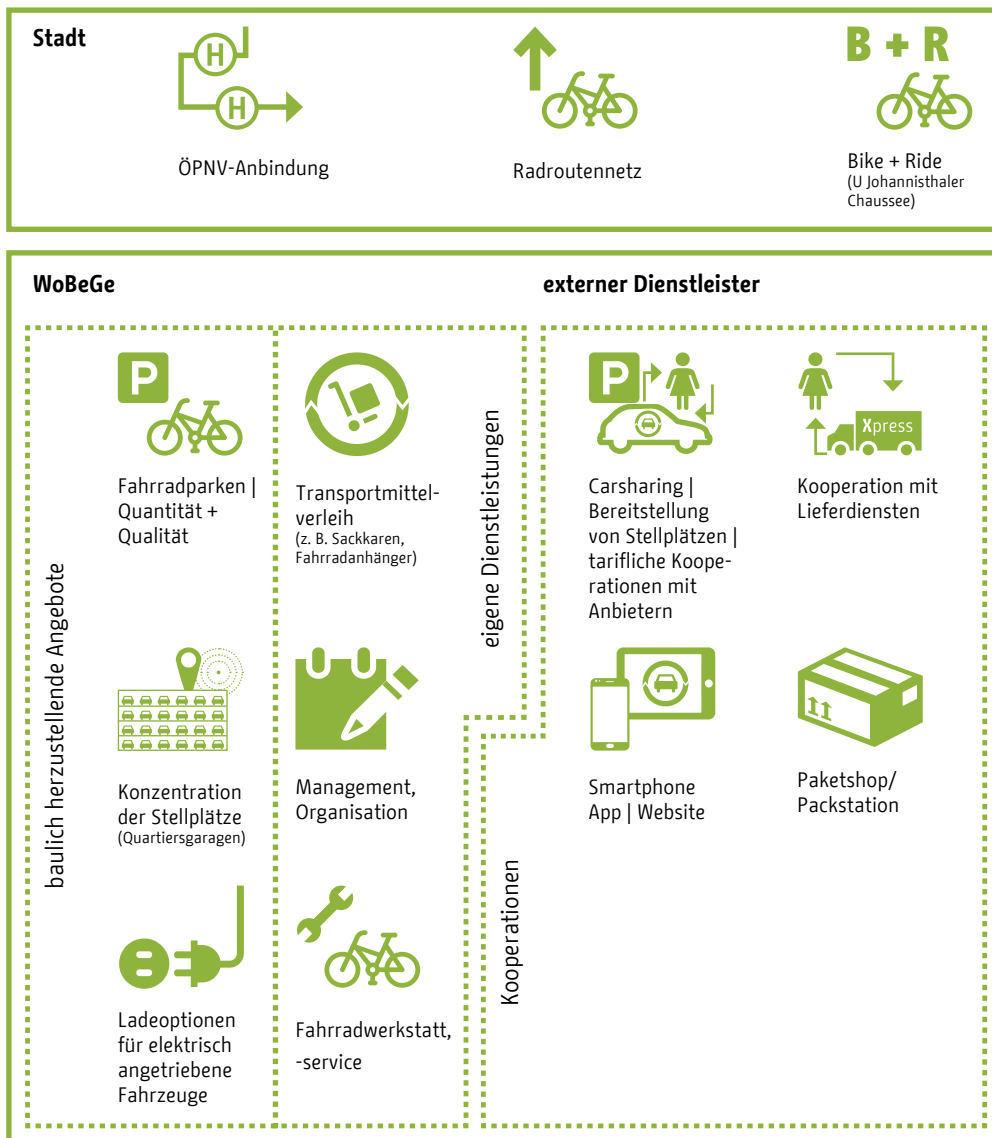 Stadt
H
H
ÖPNV-Anbindung
Radroutennetz
B + R
Bike + Ride
(U Johannisthaler
Chaussee)
WoBeGe
baulich herzustellende Angebote
P
Fahrradparken |
Quantität +
Qualität
Konzentration
der Stellplätze
(Quartiersgaragen)
Ladeoptionen
für elektrisch
angetriebene
Fahrzeuge
eigene Dienstleistungen
Transportmittel-
verleih
(z. B. Sackkaren,
Fahrradanhänger)
Management,
Organisation
Fahrradwerkstatt,
-service
externer Dienstleister
Kooperationen
P
Carsharing |
Bereitstellung
von Stellplätzen |
tarifliche Koope-
rationen mit
Anbietern
Xpress
Kooperation mit
Lieferdiensten
Smartphone
App | Website
Paketshop/
Packstation